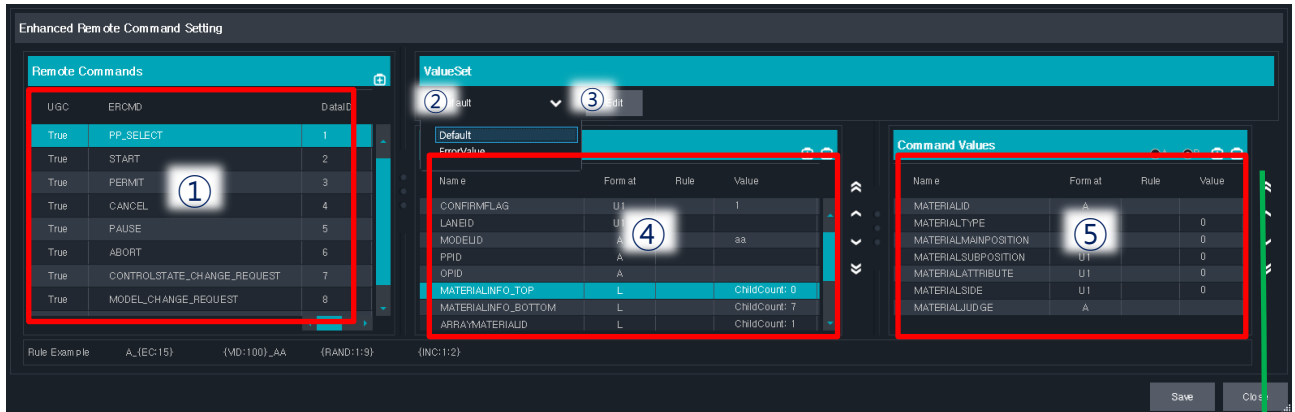 Enhanced Remote Command Setting
Remote Commands
ValueSet
UGC ERCMD DataID
② ault ③ Edit
True PP_SELECT 1
Default
ErrorValue
True START 2
True PERMIT 3
True CANCEL 4
True PAUSE 5
True ABORT 6
True CONTROLSTATE_CHANGE_REQUEST 7
True MODEL_CHANGE_REQUEST 8
①
Name Format Rule Value
CONFIRMFLAG U1 1
LANEID U1
MODELID A aa
PPID A
OPID A
MATERIALINFO_TOP L ChildCount: 0
MATERIALINFO_BOTTOM L ChildCount: 7
ARRAYMATERIALID L ChildCount: 1
④
Command Values
Name Format Rule Value
MATERIALID A
MATERIALTYPE 0
MATERIALMAINPOSITION 0
MATERIALSUBPOSITION U1 0
MATERIALATTRIBUTE U1 0
MATERIALSIDE U1 0
MATERIALJUDGE A
⑤
Rule Example A_{EC:15} {VID:100}_AA {RAND:1:9} {INC:1:2}
Save Close